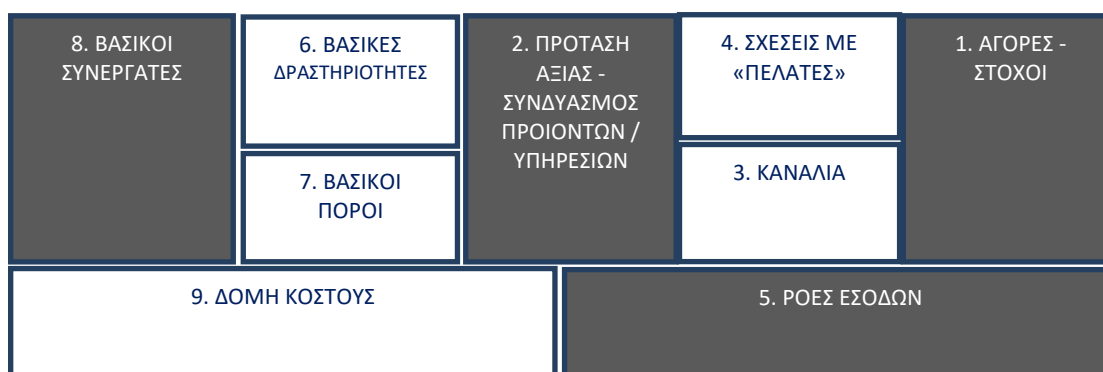 8. ΒΑΣΙΚΟΙ
ΣΥΝΕΡΓΑΤΕΣ
6. ΒΑΣΙΚΕΣ
ΔΡΑΣΤΗΡΙΟΤΗΤΕΣ
7. ΒΑΣΙΚΟΙ
ΠΟΡΟΙ
2. ΠΡΟΤΑΣΗ
ΑΞΙΑΣ -
ΣΥΝΔΥΑΣΜΟΣ
ΠΡΟΙΟΝΤΩΝ /
ΥΠΗΡΕΣΙΩΝ
4. ΣΧΕΣΕΙΣ ΜΕ
«ΠΕΛΑΤΕΣ»
3. ΚΑΝΑΛΙΑ
1. ΑΓΟΡΕΣ -
ΣΤΟΧΟΙ
9. ΔΟΜΗ ΚΟΣΤΟΥΣ
5. ΡΟΕΣ ΕΣΟΔΩΝ